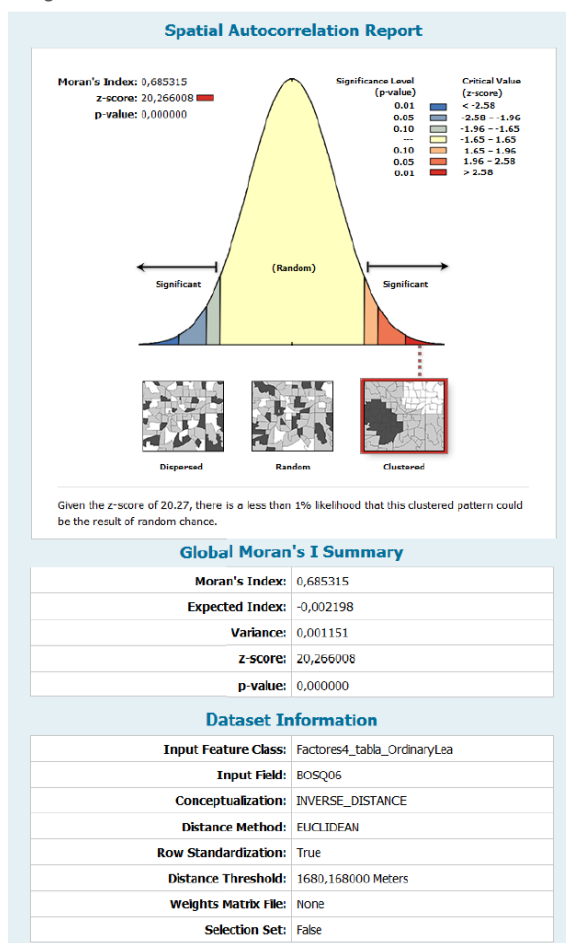 Spatial Autocorrelation Report
Moran's Index: 0,685315
z-score: 20,266008
p-value: 0,000000
Significance Level (p-value)
Critical Value (z-score)
0.01 < -2.58
0.05 -2.58 - -1.96
0.10 -1.96 - -1.65
--- -1.65 - 1.65
0.10 1.65 - 1.96
0.05 1.96 - 2.58
0.01 > 2.58
(Random)
Significant
Significant
Dispersed
Random
Clustered
Given the z-score of 20.27, there is a less than 1% likelihood that this clustered pattern could
be the result of random chance.
Global Moran's I Summary
Moran's Index: 0,685315
Expected Index: -0,002198
Variance: 0,001151
z-score: 20,266008
p-value: 0,000000
Dataset Information
Input Feature Class: Factores4_tabla_OrdinaryLea
Input Field: BOSQ06
Conceptualization: INVERSE_DISTANCE
Distance Method: EUCLIDEAN
Row Standardization: True
Distance Threshold: 1680,168000 Meters
Weights Matrix File: None
Selection Set: False